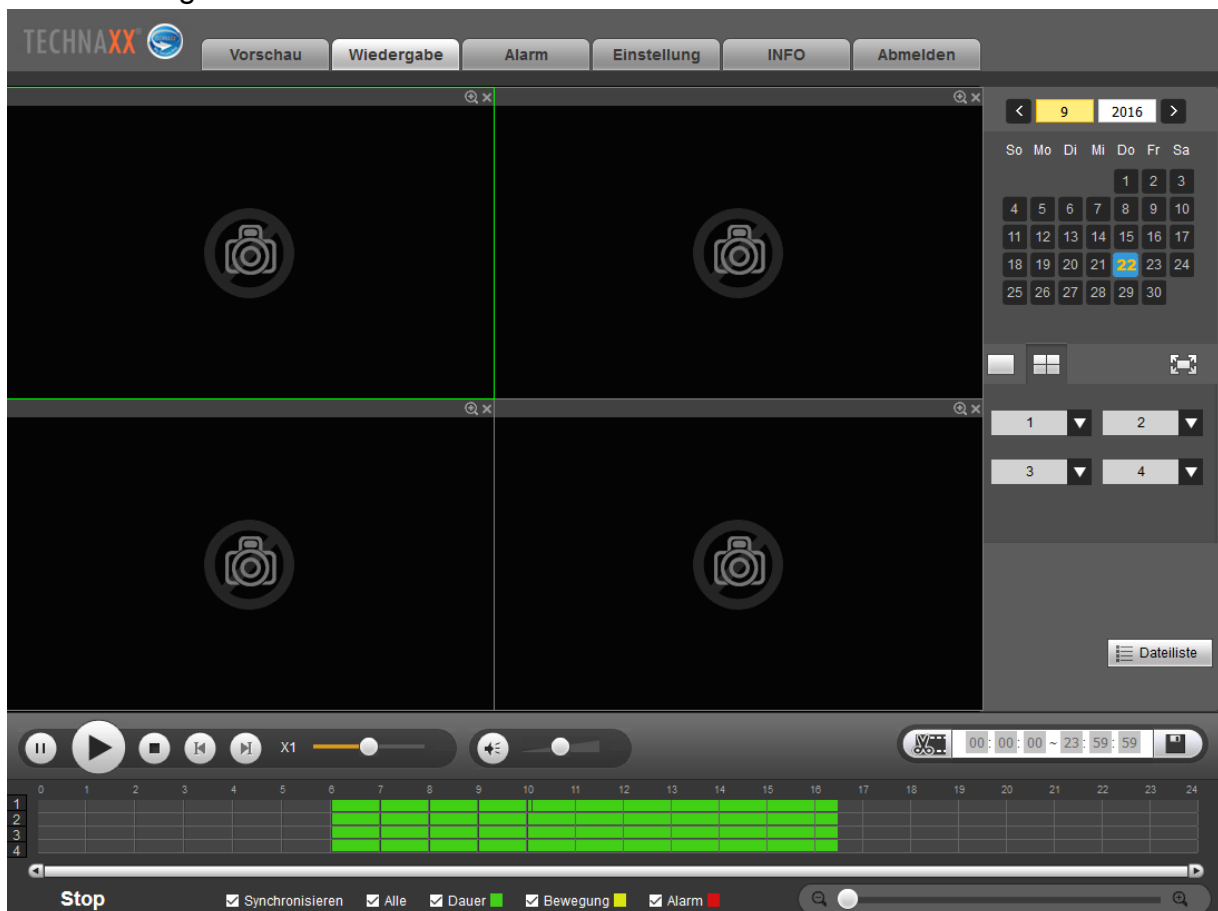 TECHNAXX
Vorschau Wiedergabe Alarm Einstellung INFO Abmelden
9 2016
So Mo Di Mi Do Fr Sa
1 2 3
4 5 6 7 8 9 10
11 12 13 14 15 16 17
18 19 20 21 22 23 24
25 26 27 28 29 30
1 2
3 4
Dateiliste
X1
00 : 00 : 00 ~ 23 : 59 : 59
0 1 2 3 4 5 6 7 8 9 10 11 12 13 14 15 16 17 18 19 20 21 22 23 24
1
2
3
4
Stop Synchronisieren Alle Dauer Bewegung Alarm